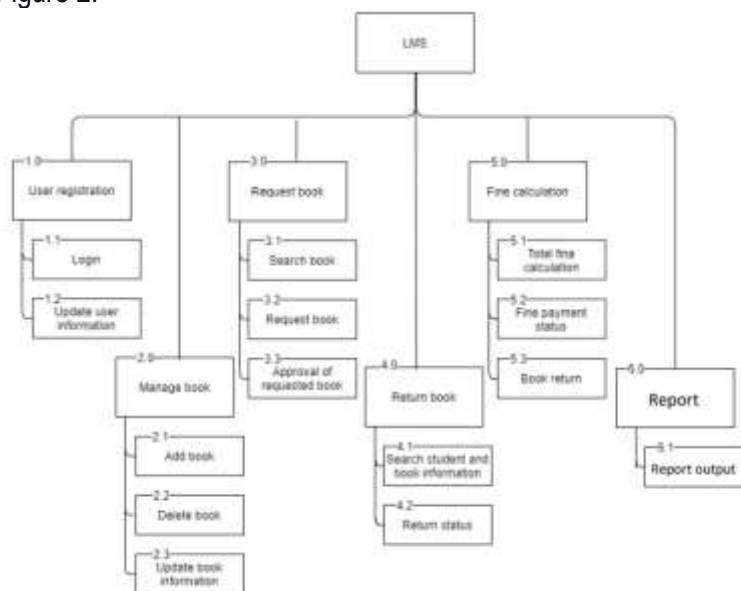 Figure 2.
LMS
1.0
User registration
1.1
Login
1.2
Update user
information
2.0
Manage book
2.1
Add book
2.2
Delete book
2.3
Update book
information
3.0
Request book
3.1
Search book
3.2
Request book
3.3
Approval of
requested book
4.0
Return book
4.1
Search student and
book information
4.2
Return status
5.0
Fine calculation
5.1
Total fine
calculation
5.2
Fine payment
status
5.3
Book return
6.0
Report
Report output